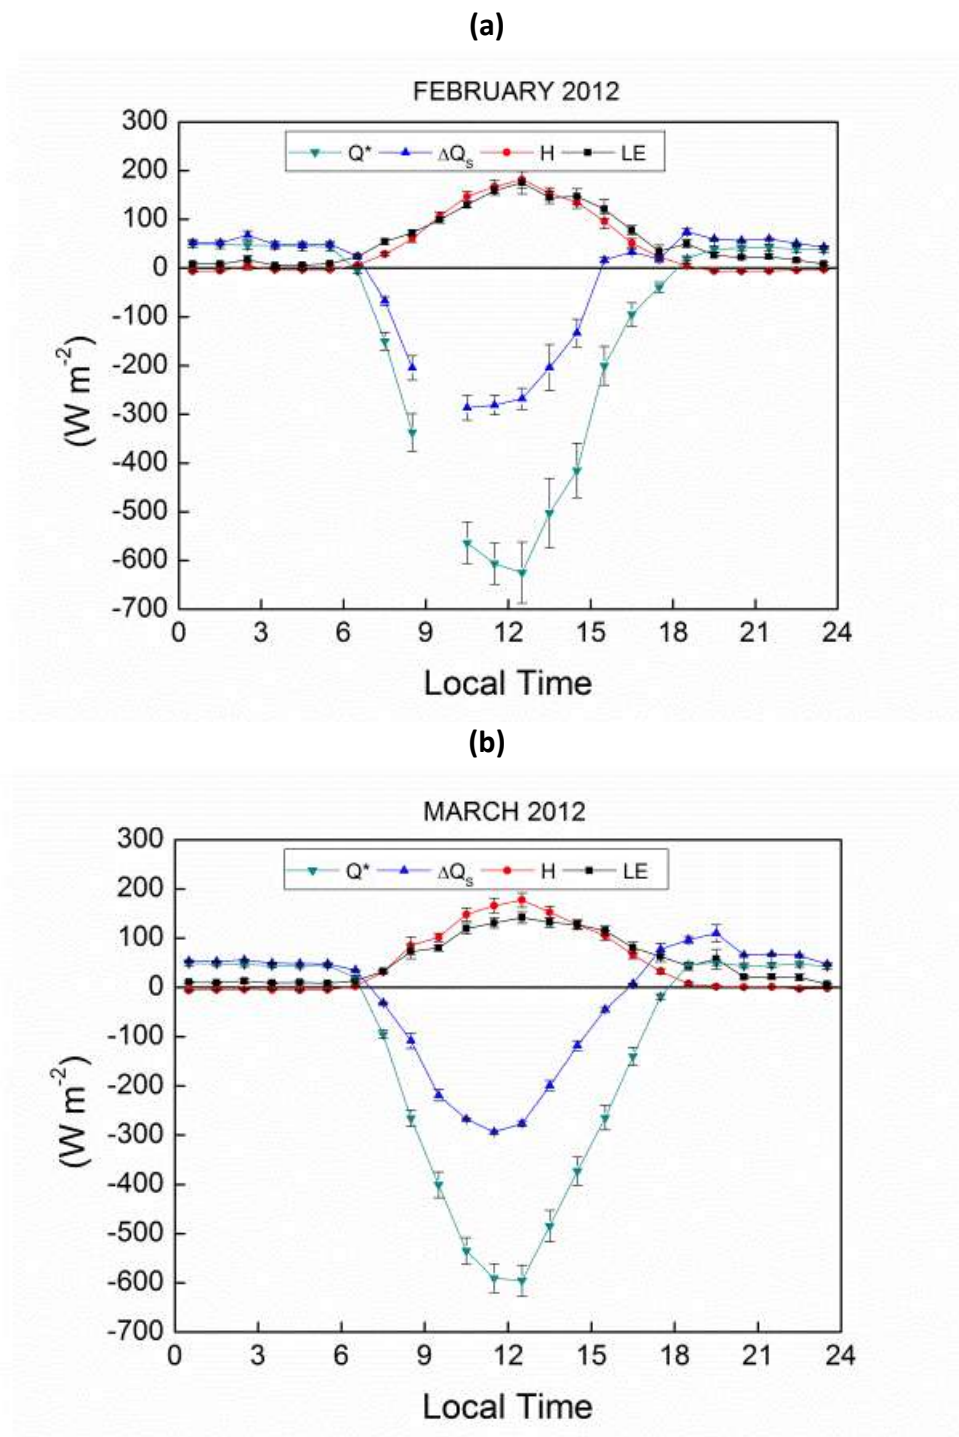 (a)
FEBRUARY 2012
Q* ΔQs H LE
300
200
100
0
-100
-200
-300
-400
-500
-600
-700
(W m-2)
0 3 6 9 12 15 18 21 24
Local Time
(b)
MARCH 2012
Q* ΔQs H LE
300
200
100
0
-100
-200
-300
-400
-500
-600
-700
(W m-2)
0 3 6 9 12 15 18 21 24
Local Time